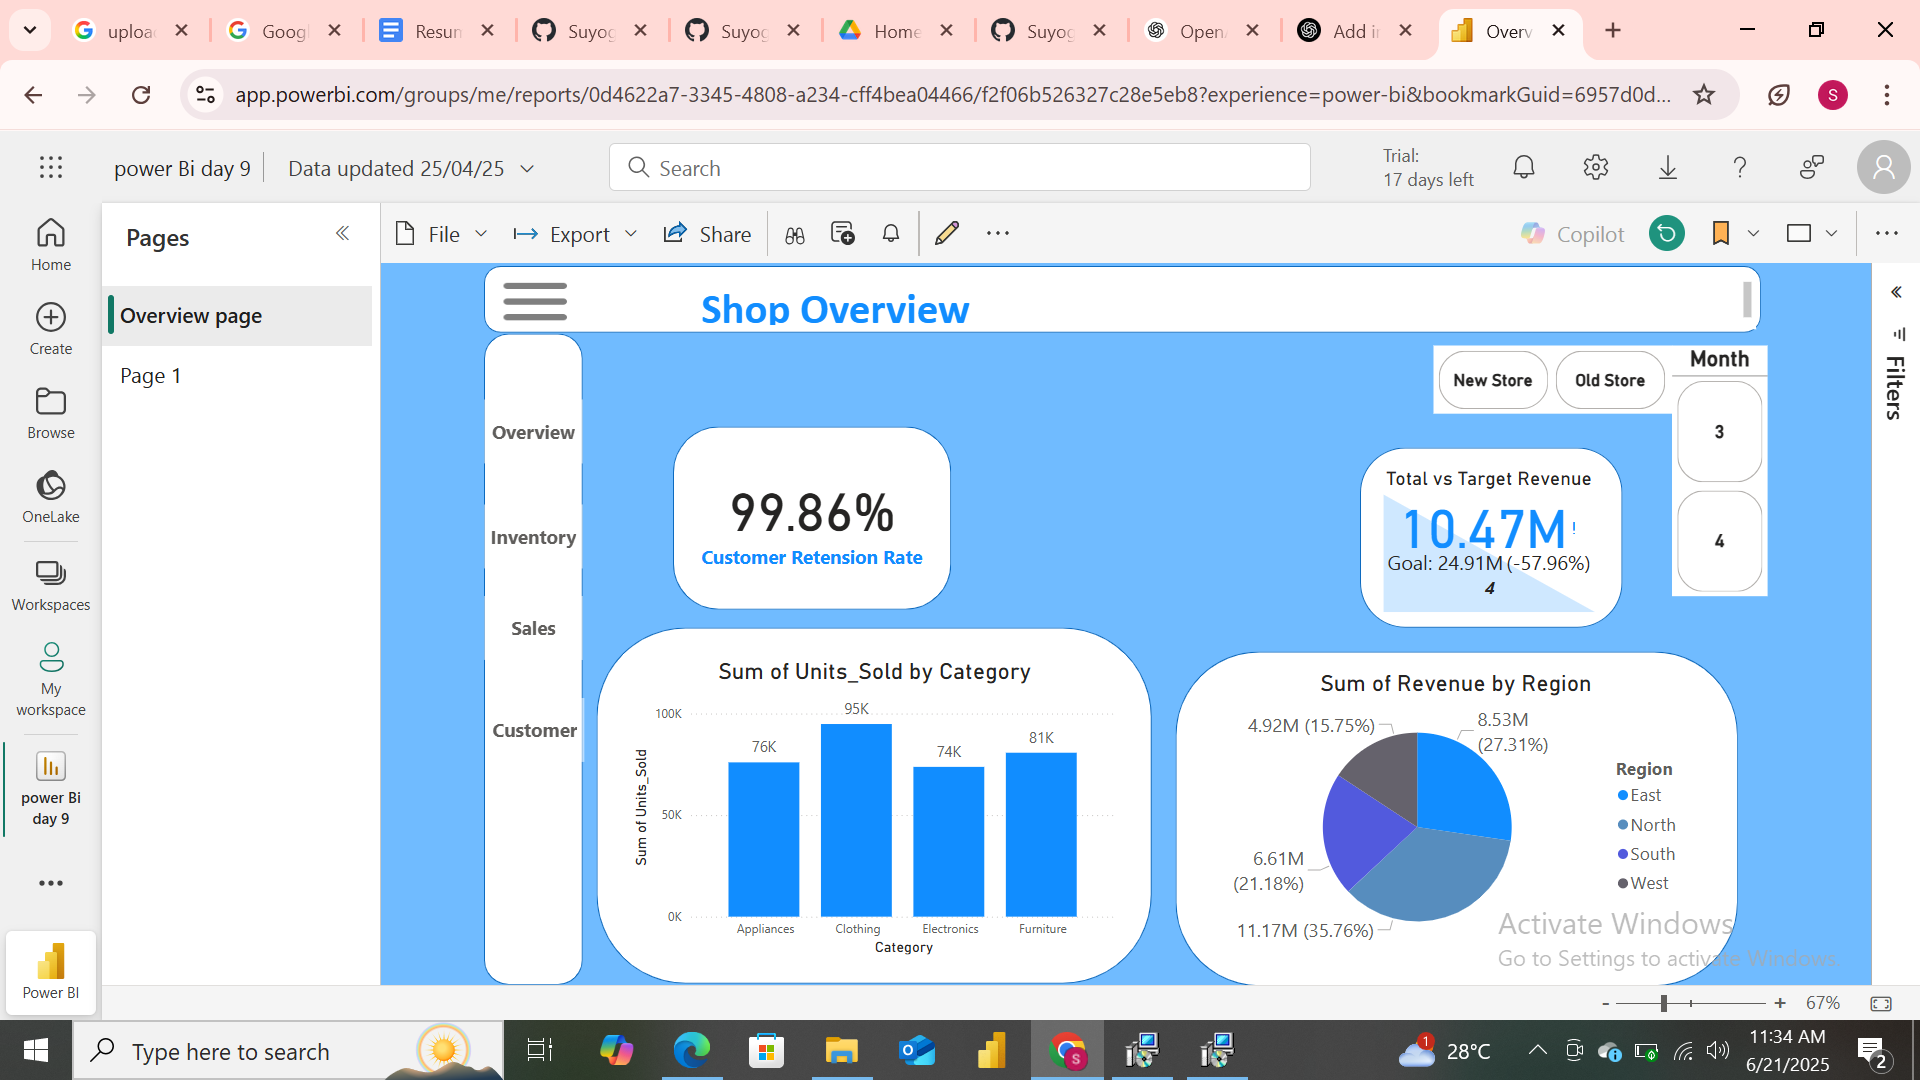 uploa
Googl
Resun
Suyog
Suyog
Home
Suyog
Open
Add i
Overv
app.powerbi.com/groups/me/reports/0d4622a7-3345-4808-a234-cff4bea04466/f2f06b526327c28e5eb8?experience=power-bi&bookmarkGuid=6957d0d...
S
power Bi day 9
Data updated 25/04/25
Search
Trial:
17 days left
Home
Create
Browse
OneLake
Workspaces
My
workspace
power Bi
day 9
Power BI
Pages
Overview page
Page 1
File
Export
Share
Copilot
Filters
Shop Overview
Overview
Inventory
Sales
Customer
New Store
Old Store
Month
3
4
99.86%
Customer Retension Rate
Total vs Target Revenue
10.47M!
Goal: 24.91M (-57.96%)
4
Sum of Units_Sold by Category
Sum of Units_Sold
100K
50K
0K
76K
95K
74K
81K
Appliances
Clothing
Electronics
Furniture
Category
Sum of Revenue by Region
4.92M (15.75%)
8.53M
(27.31%)
6.61M
(21.18%)
11.17M (35.76%)
Region
East
North
South
West
Activate Windows
Go to Settings to activate Windows.
67%
Type here to search
S
1
28°C
11:34 AM
6/21/2025
2